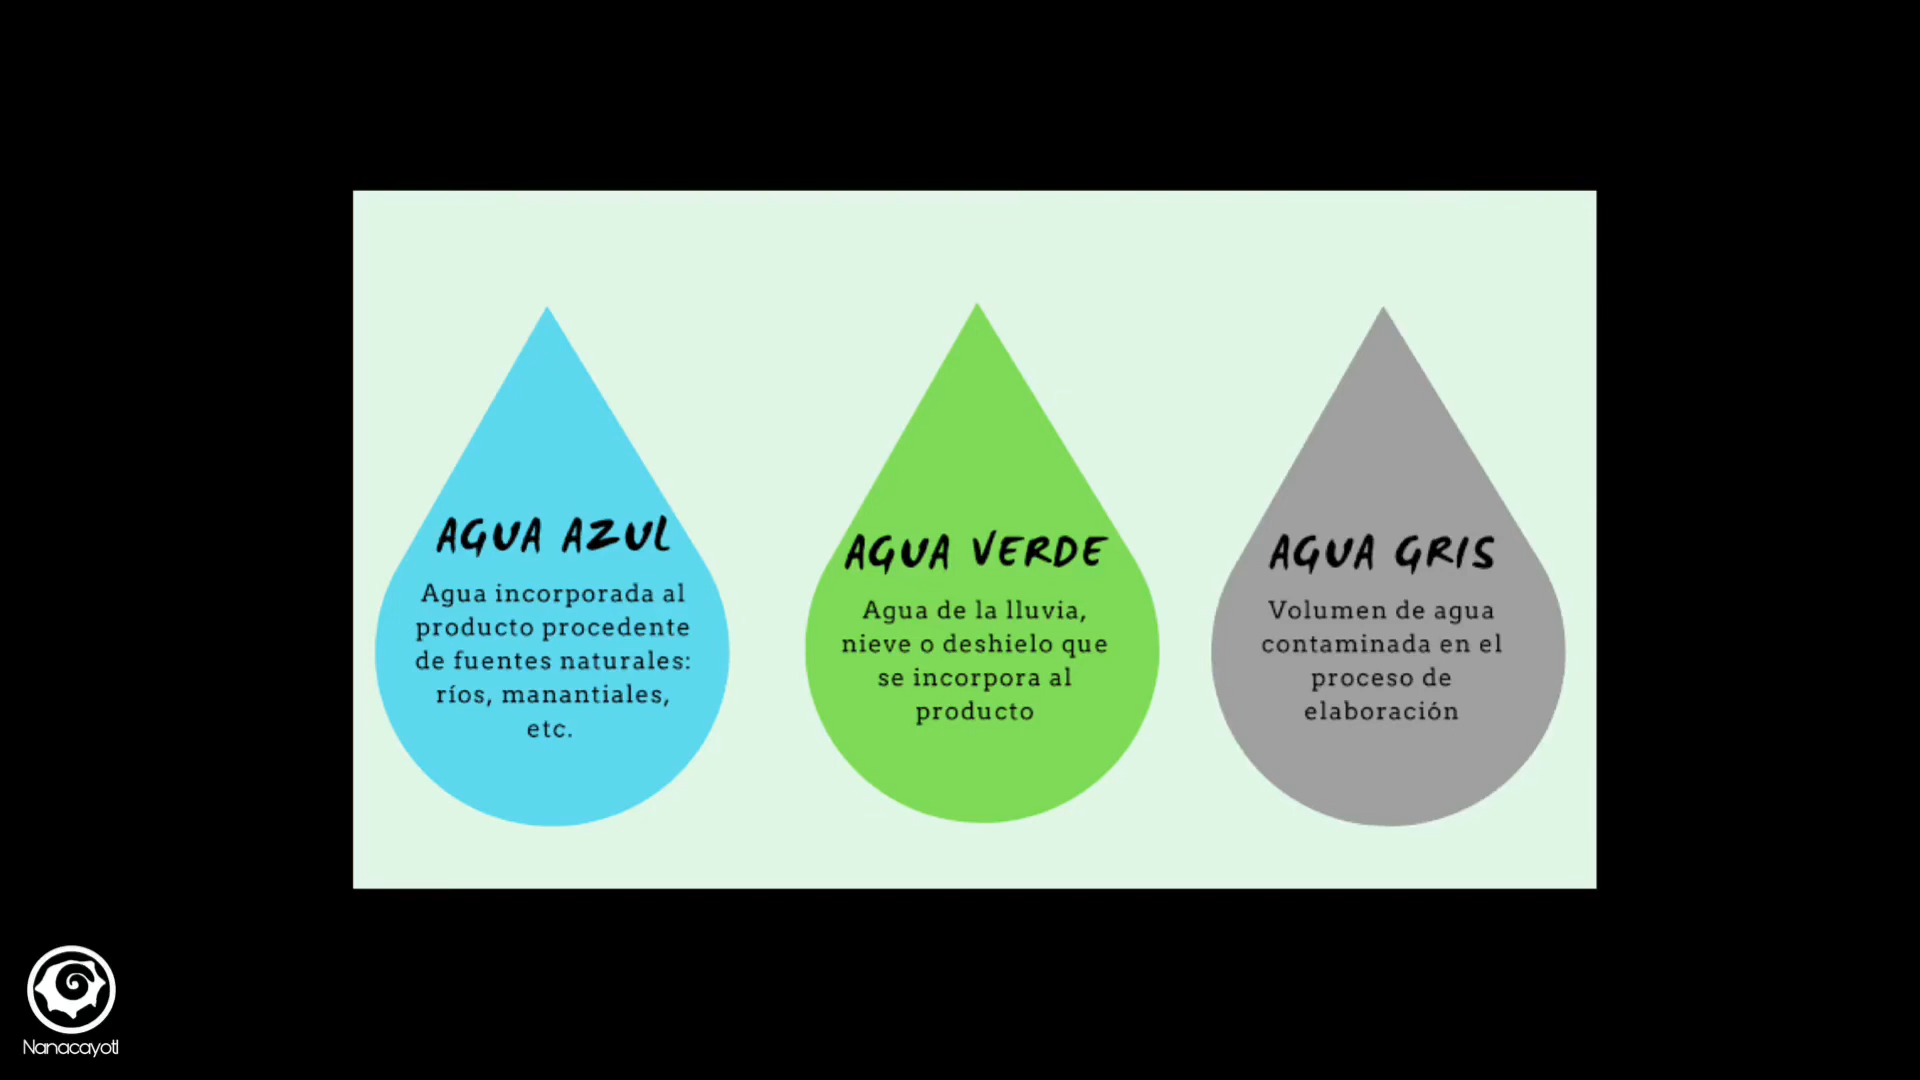 AGUA AZUL
Agua incorporada al
producto procedente
de fuentes naturales:
ríos, manantiales,
etc.
AGUA VERDE
Agua de la lluvia,
nieve o deshielo que
se incorpora al
producto
AGUA GRIS
Volumen de agua
contaminada en el
proceso de
elaboración
Nanacayotl